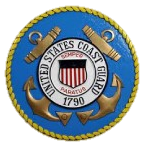 UNITED STATES COAST GUARD
SEMPER
PARATUS
1790